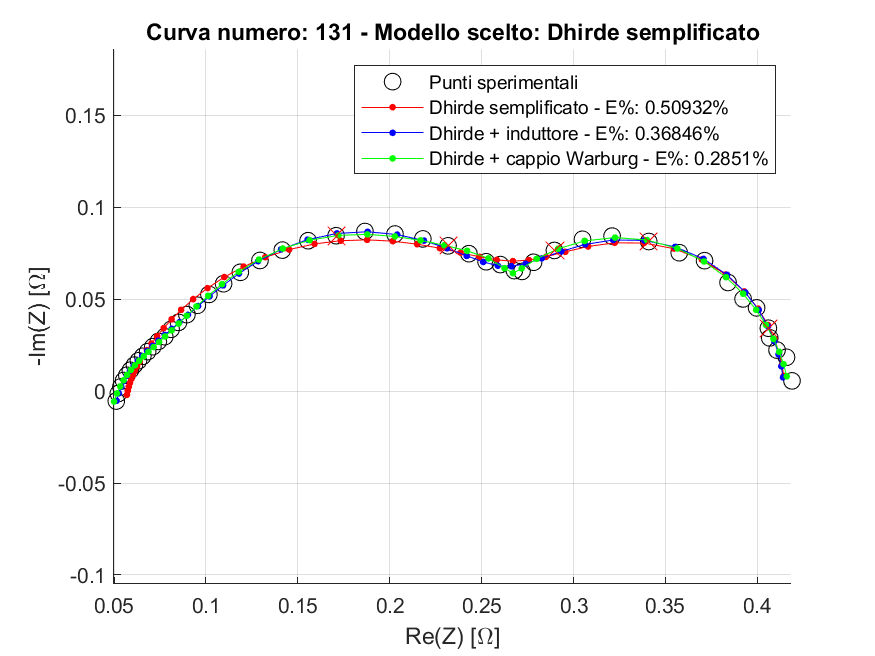 Curva numero: 131 - Modello scelto: Dhirde semplificato
Punti sperimentali
Dhirde semplificato - E%: 0.50932%
Dhirde + induttore - E%: 0.36846%
Dhirde + cappio Warburg - E%: 0.2851%
-Im(Z) [Ω]
0.15
0.1
0.05
0
-0.05
-0.1
0.05 0.1 0.15 0.2 0.25 0.3 0.35 0.4
Re(Z) [Ω]